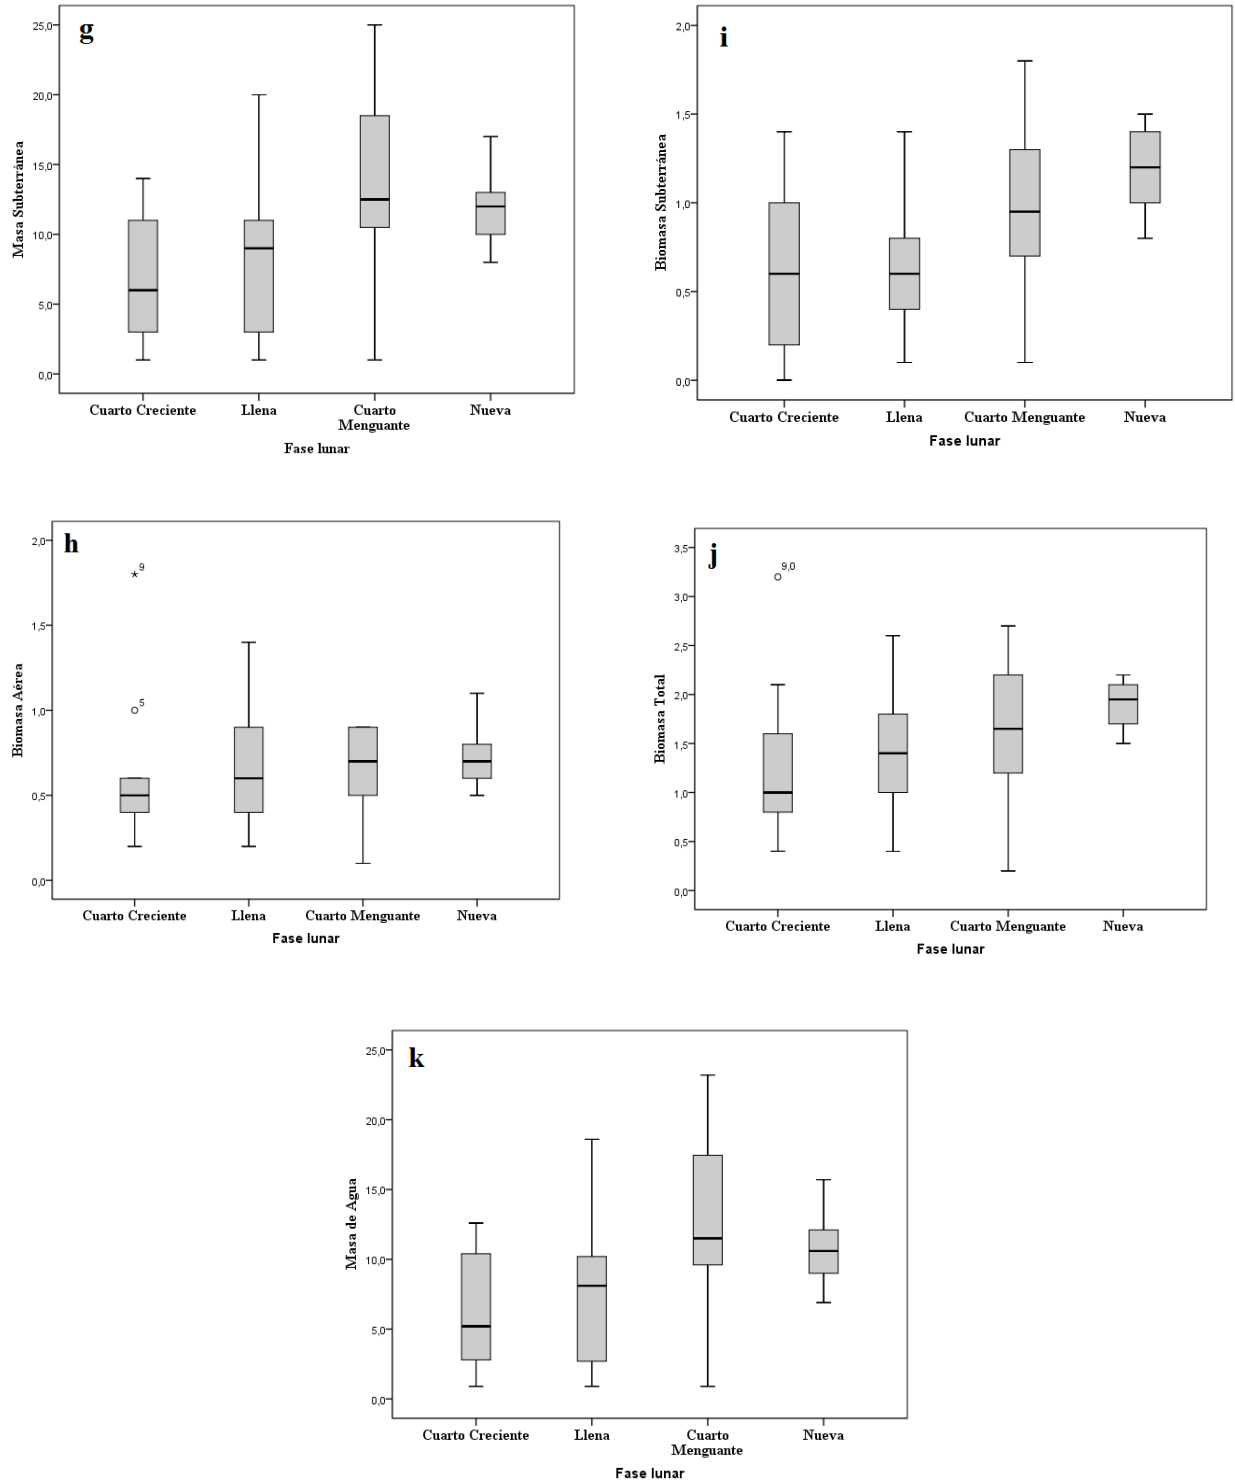 g
25,0
20,0
15,0
10,0
5,0
0,0
Masa Subterránea
Cuarto Creciente
Llena
Cuarto
Menguante
Nueva
Fase lunar
i
2,0
1,5
1,0
0,5
0,0
Biomasa Subterránea
Cuarto Creciente
Llena
Cuarto Menguante
Nueva
Fase lunar
h
2,0
1,5
1,0
0,5
0,0
Biomasa Aérea
9
5
Cuarto Creciente
Llena
Cuarto Menguante
Nueva
Fase lunar
j
3,5
3,0
2,5
2,0
1,5
1,0
0,5
0,0
Biomasa Total
9,0
Cuarto Creciente
Llena
Cuarto Menguante
Nueva
Fase lunar
k
25,0
20,0
15,0
10,0
5,0
0,0
Masa de Agua
Cuarto Creciente
Llena
Cuarto
Menguante
Nueva
Fase lunar